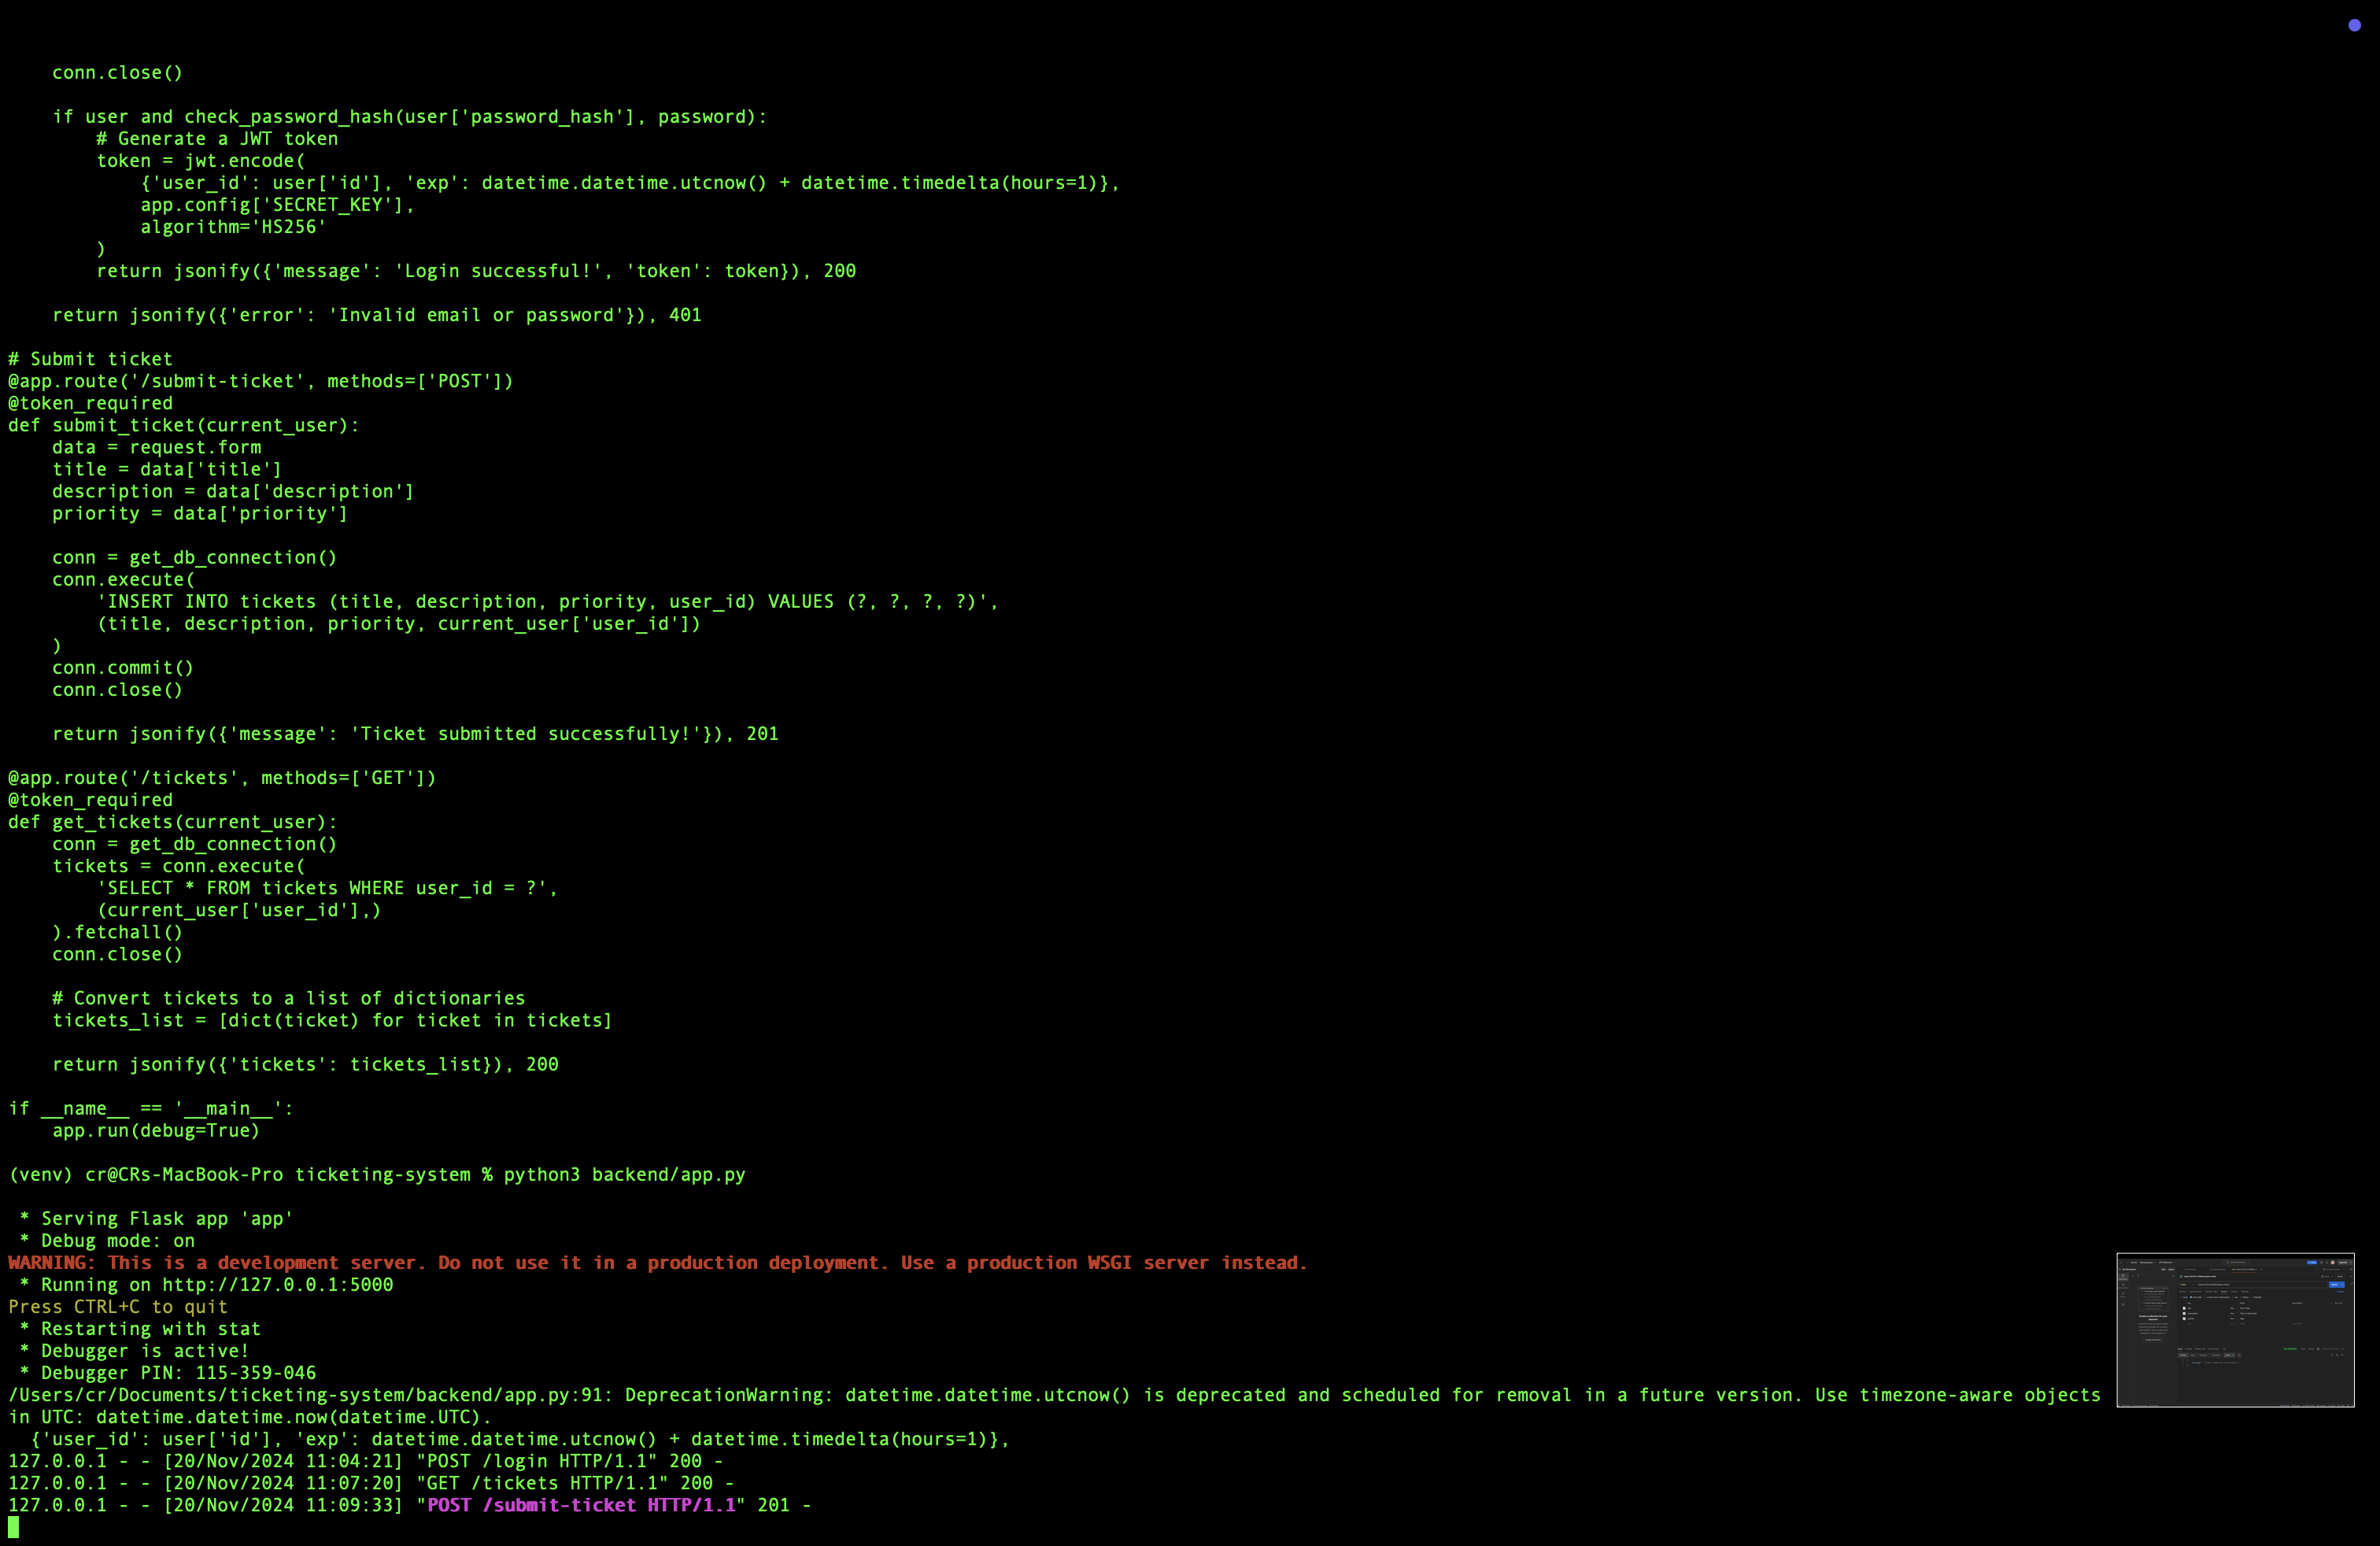 conn.close()

    if user and check_password_hash(user['password_hash'], password):
        # Generate a JWT token
        token = jwt.encode(
            {'user_id': user['id'], 'exp': datetime.datetime.utcnow() + datetime.timedelta(hours=1)},
            app.config['SECRET_KEY'],
            algorithm='HS256'
        )
        return jsonify({'message': 'Login successful!', 'token': token}), 200

    return jsonify({'error': 'Invalid email or password'}), 401

# Submit ticket
@app.route('/submit-ticket', methods=['POST'])
@token_required
def submit_ticket(current_user):
    data = request.form
    title = data['title']
    description = data['description']
    priority = data['priority']

    conn = get_db_connection()
    conn.execute(
        'INSERT INTO tickets (title, description, priority, user_id) VALUES (?, ?, ?, ?)',
        (title, description, priority, current_user['user_id'])
    )
    conn.commit()
    conn.close()

    return jsonify({'message': 'Ticket submitted successfully!'}), 201

@app.route('/tickets', methods=['GET'])
@token_required
def get_tickets(current_user):
    conn = get_db_connection()
    tickets = conn.execute(
        'SELECT * FROM tickets WHERE user_id = ?',
        (current_user['user_id'],)
    ).fetchall()
    conn.close()

    # Convert tickets to a list of dictionaries
    tickets_list = [dict(ticket) for ticket in tickets]

    return jsonify({'tickets': tickets_list}), 200

if __name__ == '__main__':
    app.run(debug=True)

(venv) cr@CRs-MacBook-Pro ticketing-system % python3 backend/app.py

 * Serving Flask app 'app'
 * Debug mode: on
WARNING: This is a development server. Do not use it in a production deployment. Use a production WSGI server instead.
 * Running on http://127.0.0.1:5000
Press CTRL+C to quit
 * Restarting with stat
 * Debugger is active!
 * Debugger PIN: 115-359-046
/Users/cr/Documents/ticketing-system/backend/app.py:91: DeprecationWarning: datetime.datetime.utcnow() is deprecated and scheduled for removal in a future version. Use timezone-aware objects
in UTC: datetime.datetime.now(datetime.UTC).
  {'user_id': user['id'], 'exp': datetime.datetime.utcnow() + datetime.timedelta(hours=1)},
127.0.0.1 - - [20/Nov/2024 11:04:21] "POST /login HTTP/1.1" 200 -
127.0.0.1 - - [20/Nov/2024 11:07:20] "GET /tickets HTTP/1.1" 200 -
127.0.0.1 - - [20/Nov/2024 11:09:33] "POST /submit-ticket HTTP/1.1" 201 -